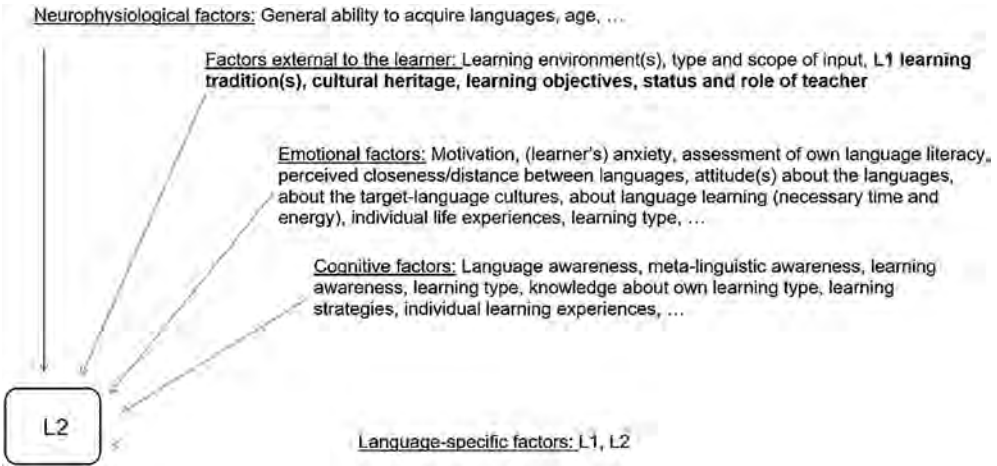 Neurophysiological factors: General ability to acquire languages, age, …
Factors external to the learner: Learning environment(s), type and scope of input, L1 learning
tradition(s), cultural heritage, learning objectives, status and role of teacher
Emotional factors: Motivation, (learner's) anxiety, assessment of own language literacy,
perceived closeness/distance between languages, attitude(s) about the languages,
about the target-language cultures, about language learning (necessary time and
energy), individual life experiences, learning type, …
Cognitive factors: Language awareness, meta-linguistic awareness, learning
awareness, learning type, knowledge about own learning type, learning
strategies, individual learning experiences, …
L2
Language-specific factors: L1, L2